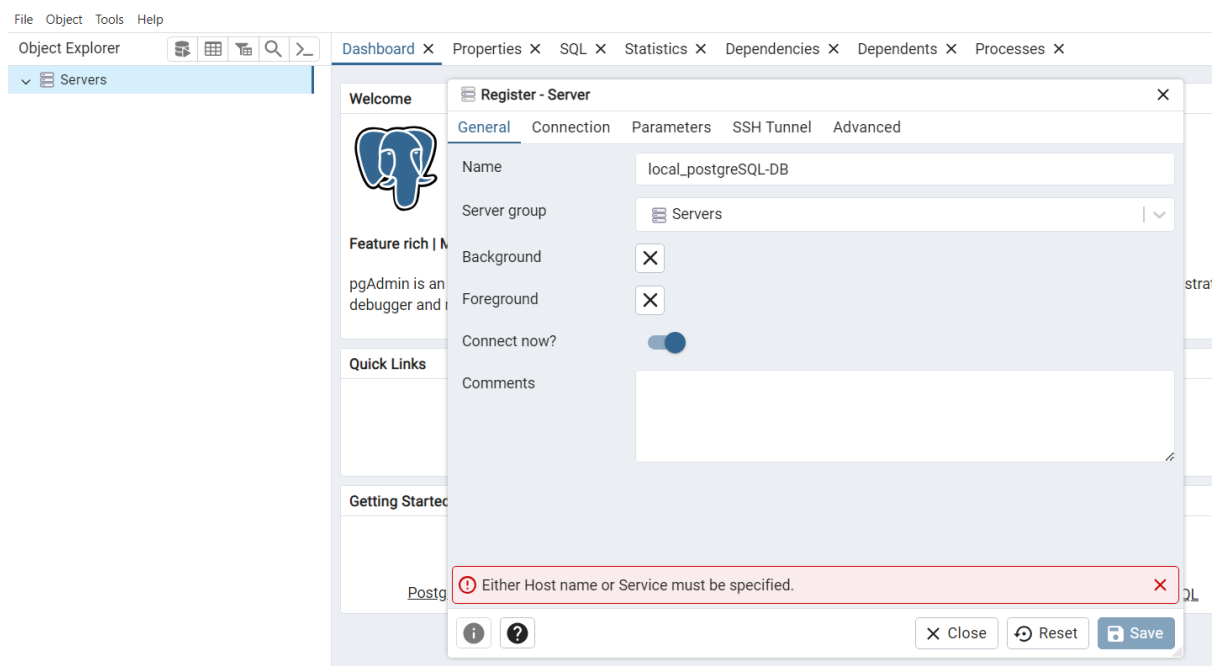 File Object Tools Help
Object Explorer
Dashboard Properties SQL Statistics Dependencies Dependents Processes
Servers
Welcome
Register - Server
General Connection Parameters SSH Tunnel Advanced
Name local_postgreSQL-DB
Server group Servers
Feature rich |
Background
pgAdmin is an
debugger and
Foreground
Connect now?
Quick Links
Comments
Getting Started
Either Host name or Service must be specified.
Close Reset Save